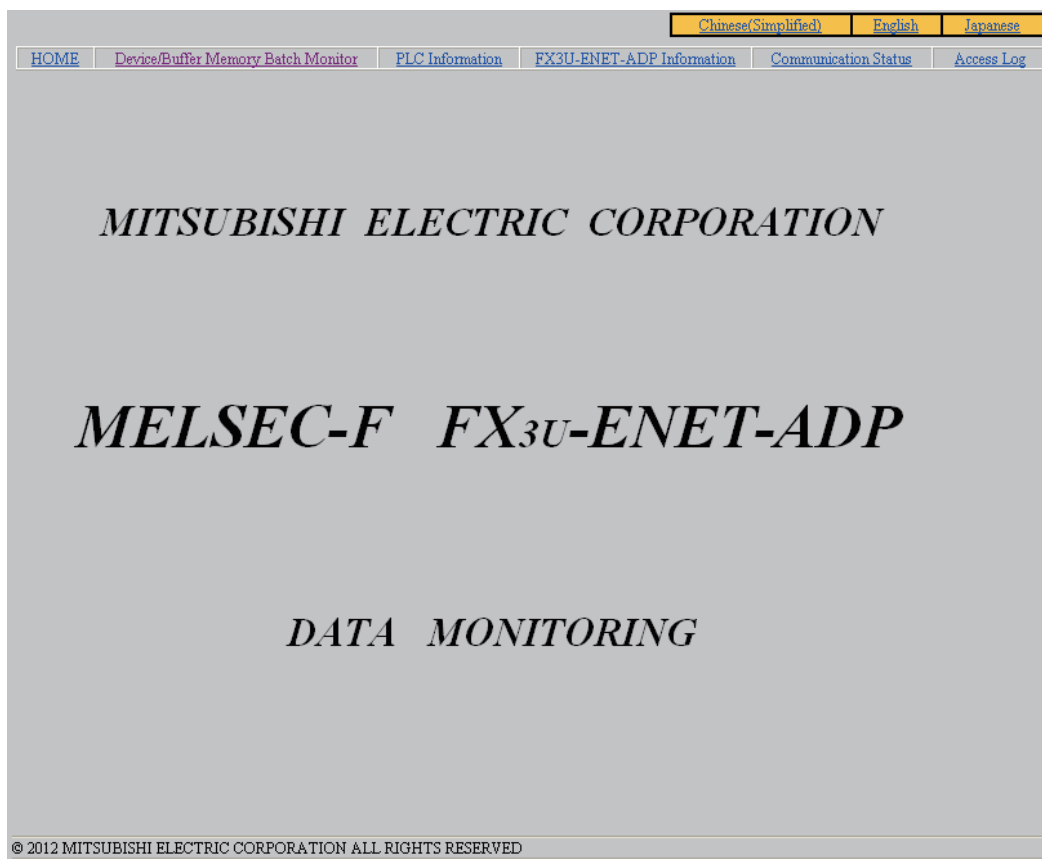 Chinese(Simplified) English Japanese
HOME Device/Buffer Memory Batch Monitor PLC Information FX3U-ENET-ADP Information Communication Status Access Log
MITSUBISHI ELECTRIC CORPORATION
MELSEC-F FX3U-ENET-ADP
DATA MONITORING
© 2012 MITSUBISHI ELECTRIC CORPORATION ALL RIGHTS RESERVED